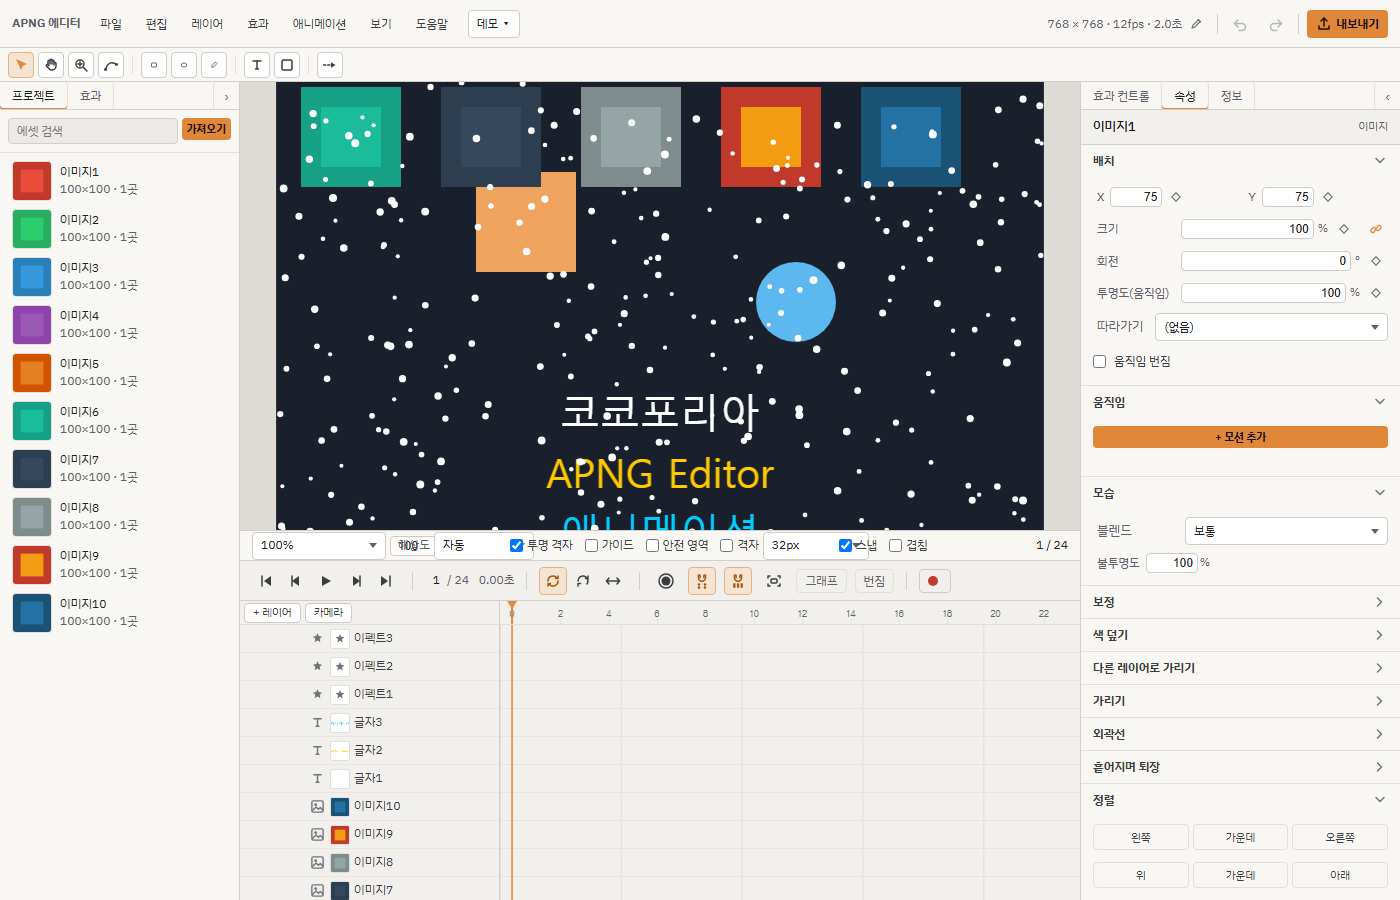 APNG 에디터 파일 편집 레이어 효과 애니메이션 보기 도움말 데모 768 × 768 · 12fps · 2.0초 내보내기
프로젝트 효과
에셋 검색 가져오기
이미지1
100×100 · 1곳
이미지2
100×100 · 1곳
이미지3
100×100 · 1곳
이미지4
100×100 · 1곳
이미지5
100×100 · 1곳
이미지6
100×100 · 1곳
이미지7
100×100 · 1곳
이미지8
100×100 · 1곳
이미지9
100×100 · 1곳
이미지10
100×100 · 1곳
코코포리아
APNG Editor
애니메이션
100% 자동 투명 격자 가이드 안전 영역 격자 32px 스냅 겹침 1 / 24
1 / 24 0.00초 그래프 번짐
+ 레이어 카메라 0 2 4 6 8 10 12 14 16 18 20 22
이펙트3
이펙트2
이펙트1
글자3
글자2
글자1
이미지10
이미지9
이미지8
이미지7
효과 컨트롤 속성 정보
이미지1 이미지
배치
X 75 Y 75
크기 100 %
회전 0 °
투명도(움직임) 100 %
따라가기 (없음)
움직임 번짐
움직임
+ 모션 추가
모습
블렌드 보통
불투명도 100 %
보정
색 덮기
다른 레이어로 가리기
가리기
외곽선
흩어지며 퇴장
정렬
왼쪽 가운데 오른쪽
위 가운데 아래